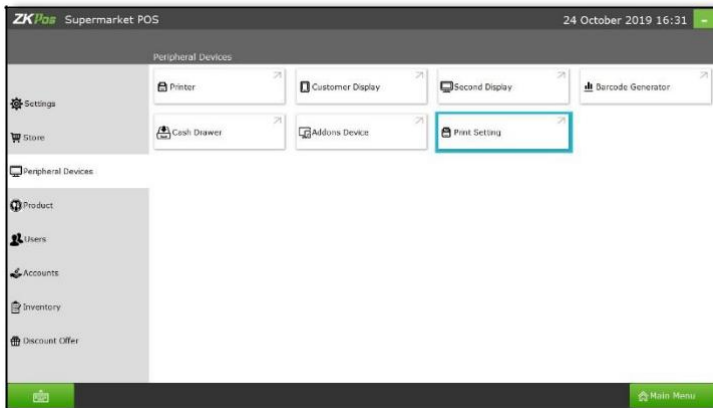 ZKPos Supermarket POS
24 October 2019 16:31
Peripheral Devices
Printer
Customer Display
Second Display
Barcode Generator
Cash Drawer
Addons Device
Print Setting
Settings
Store
Peripheral Devices
Product
Users
Accounts
Inventory
Discount Offer
Main Menu